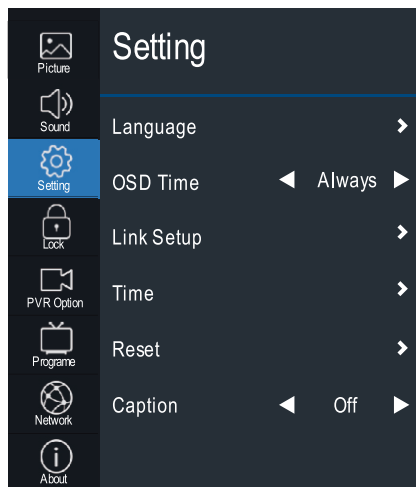 Picture
Sound
Setting
Lock
PVR Option
Programe
Network
About
Setting
Language
OSD Time Always
Link Setup
Time
Reset
Caption Off